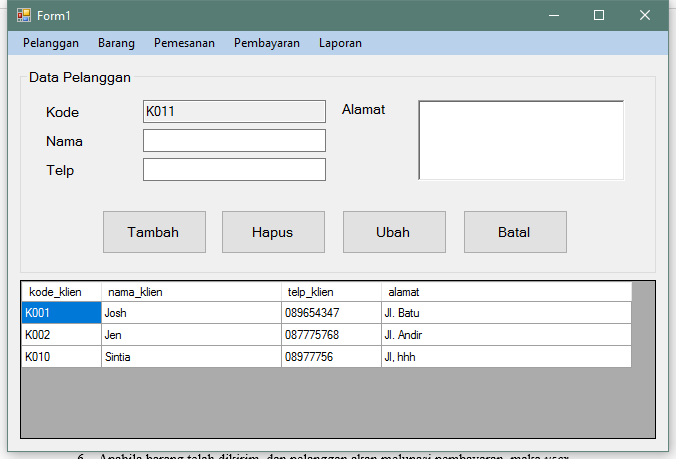 Form1
Pelanggan Barang Pemesanan Pembayaran Laporan
Data Pelanggan
Kode K011 Alamat
Nama
Telp
Tambah Hapus Ubah Batal
kode_klien nama_klien telp_klien alamat
K001 Josh 089654347 Jl. Batu
K002 Jen 087775768 Jl. Andir
K010 Sintia 08977756 Jl, hhh
6. Apabila barang telah dikirim, dan pelanggan akan melunasi pembayaran, maka user